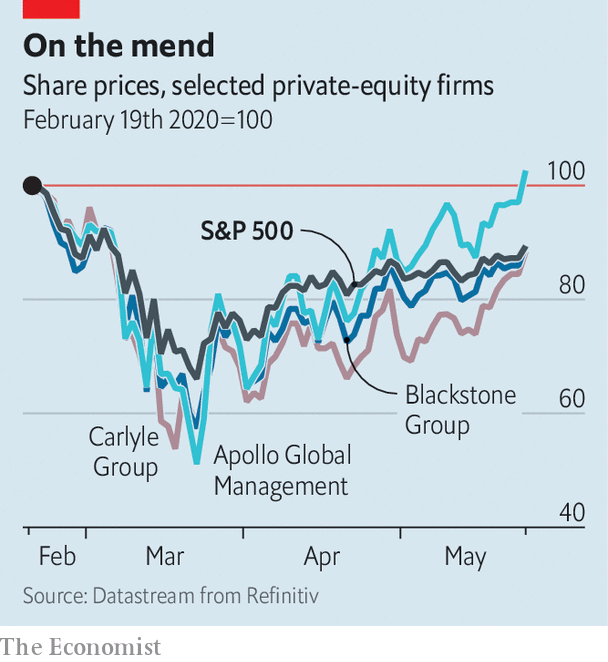 On the mend
Share prices, selected private-equity firms
February 19th 2020=100
100
S&P 500
80
Blackstone
Group
60
Carlyle
Group
Apollo Global
Management
40
Feb
Mar
Apr
May
Source: Datastream from Refinitiv
The Economist